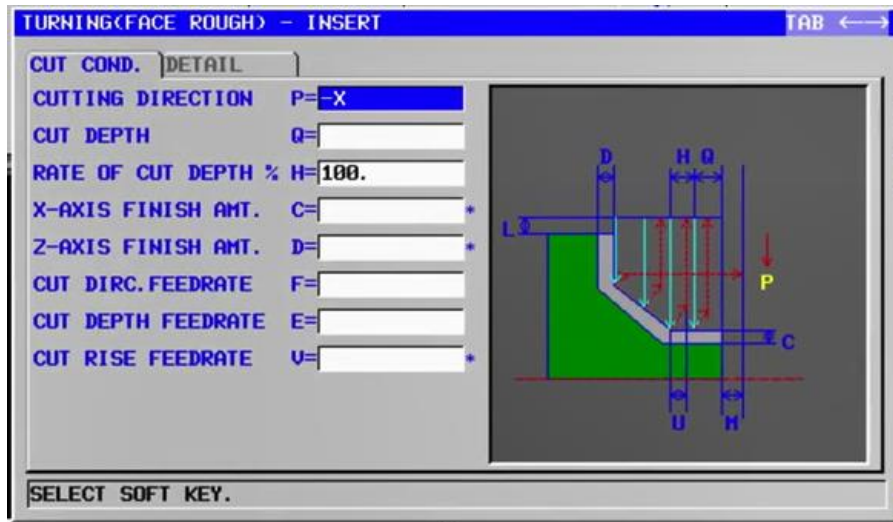 TURNING(FACE ROUGH) - INSERT TAB ←→
CUT COND. DETAIL
CUTTING DIRECTION P=-X
CUT DEPTH Q=
RATE OF CUT DEPTH % H=100.
X-AXIS FINISH AMT. C= *
Z-AXIS FINISH AMT. D= *
CUT DIRC.FEEDRATE F=
CUT DEPTH FEEDRATE E=
CUT RISE FEEDRATE V= *
D H Q
L
P
C
U M
SELECT SOFT KEY.